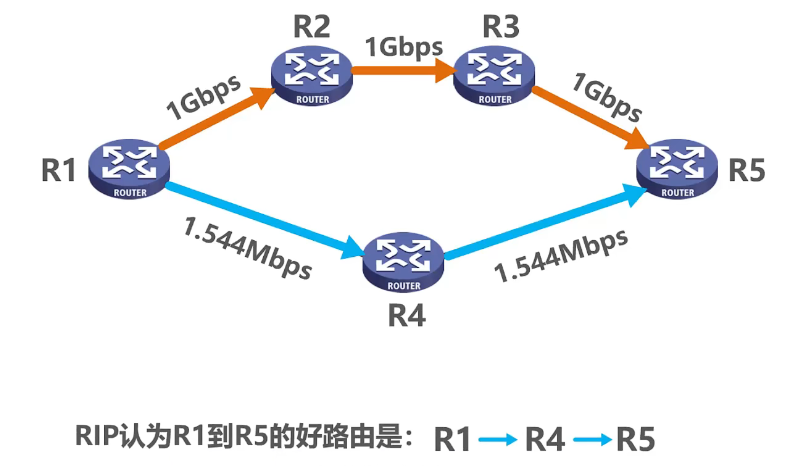 R2
R3
1Gbps
1Gbps
1Gbps
ROUTER
ROUTER
R1
ROUTER
ROUTER
R5
1.544Mbps
1.544Mbps
ROUTER
R4
RIP认为R1到R5的好路由是： R1 R4 R5